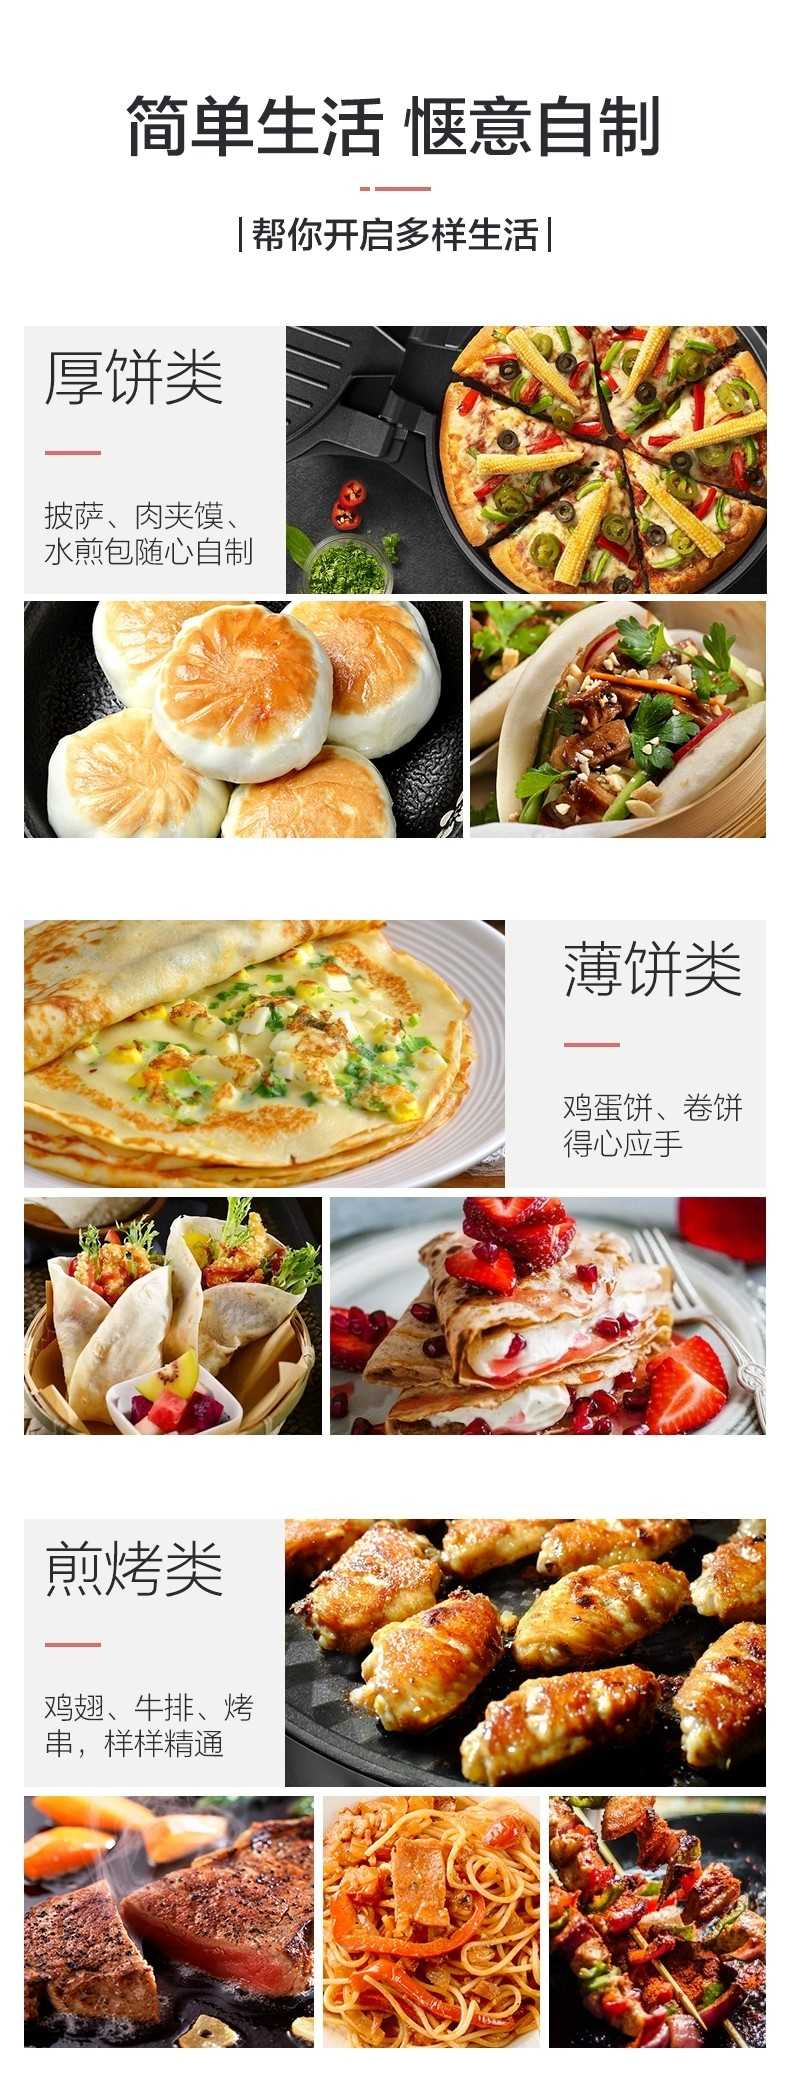 简单生活 惬意自制
|帮你开启多样生活|
厚饼类
披萨、肉夹馍、
水煎包随心自制
薄饼类
鸡蛋饼、卷饼
得心应手
煎烤类
鸡翅、牛排、烤
串，样样精通